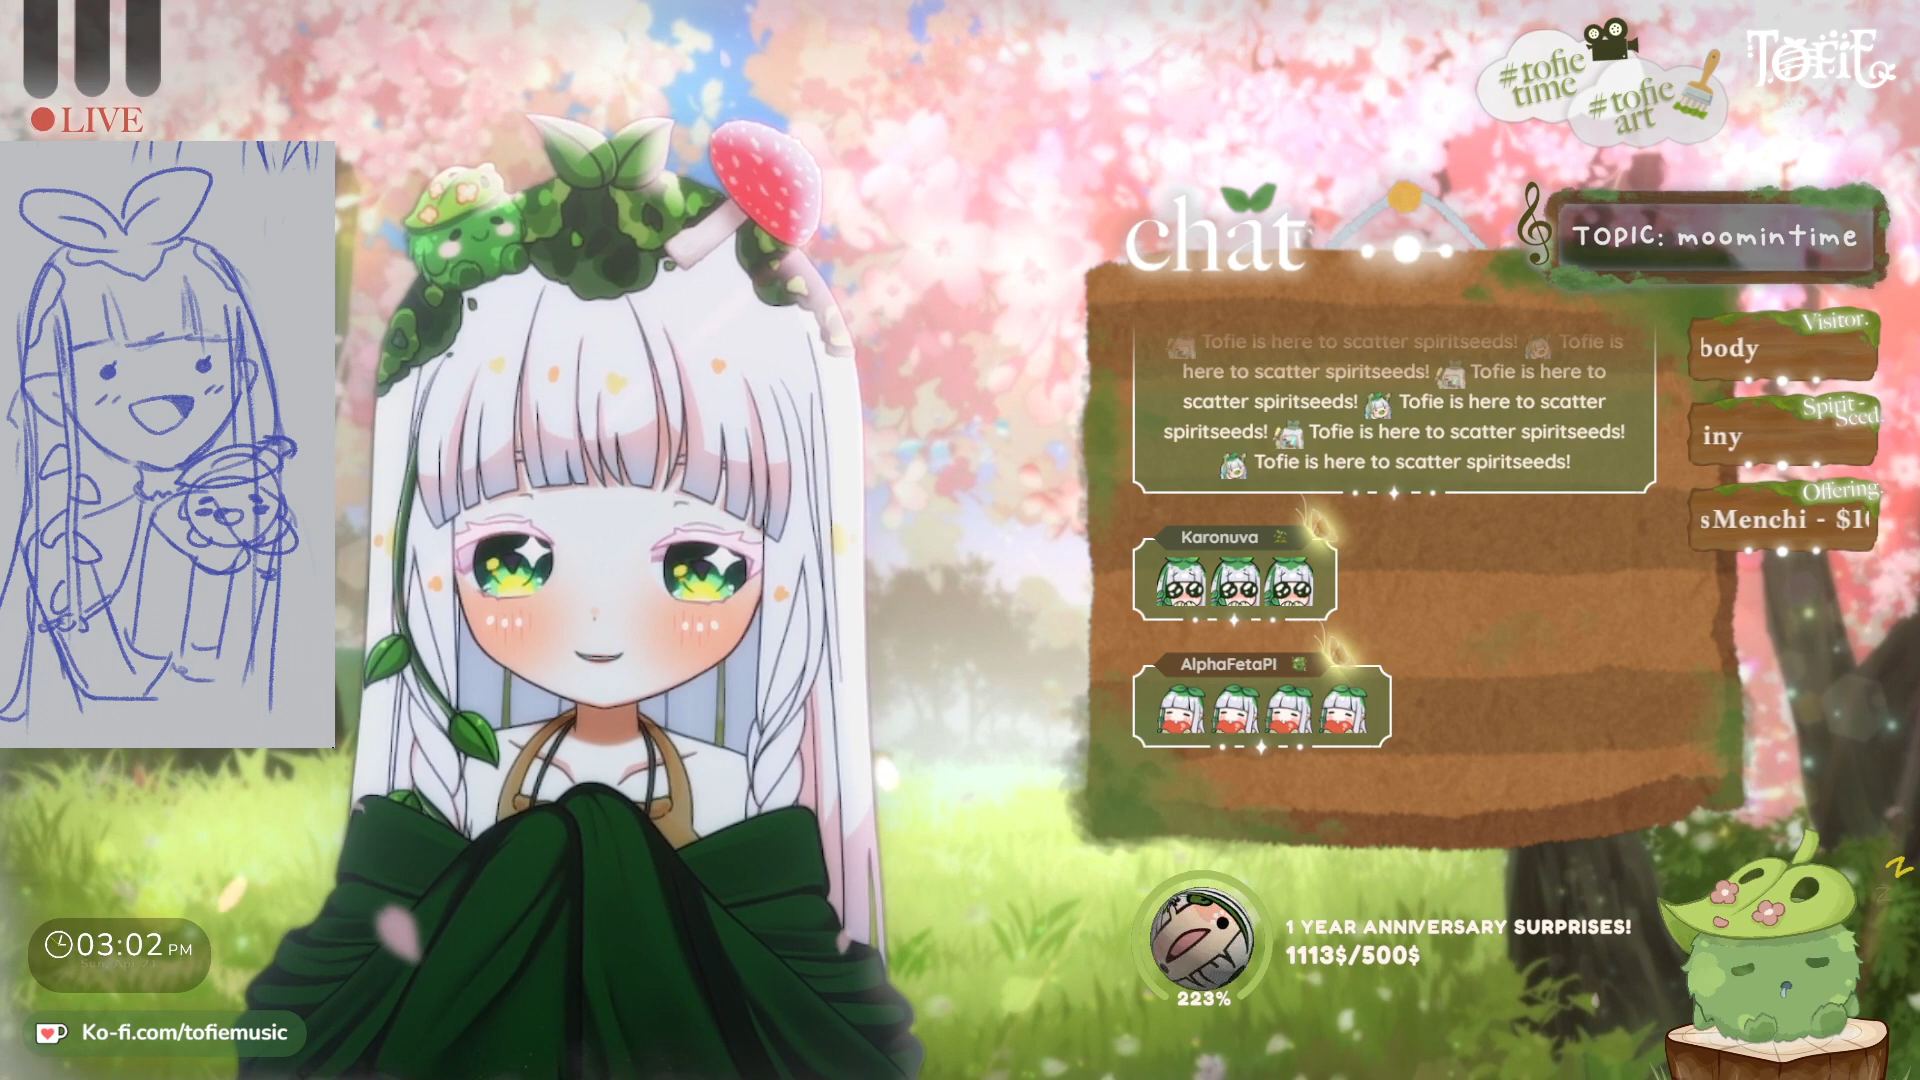 LIVE
#tofie
time
#tofie
art
TOFIE
chat
TOPIC: moomintime
Tofie is here to scatter spiritseeds! Tofie is
here to scatter spiritseeds! Tofie is here to
scatter spiritseeds! Tofie is here to scatter
spiritseeds! Tofie is here to scatter spiritseeds!
Tofie is here to scatter spiritseeds!
Visitor.
body
Spirit-
Seed.
iny
Offering.
sMenchi - $1
Karonuva
AlphaFetaPI
1 YEAR ANNIVERSARY SURPRISES!
1113$/500$
223%
03:02 PM
Ko-fi.com/tofiemusic
z
z